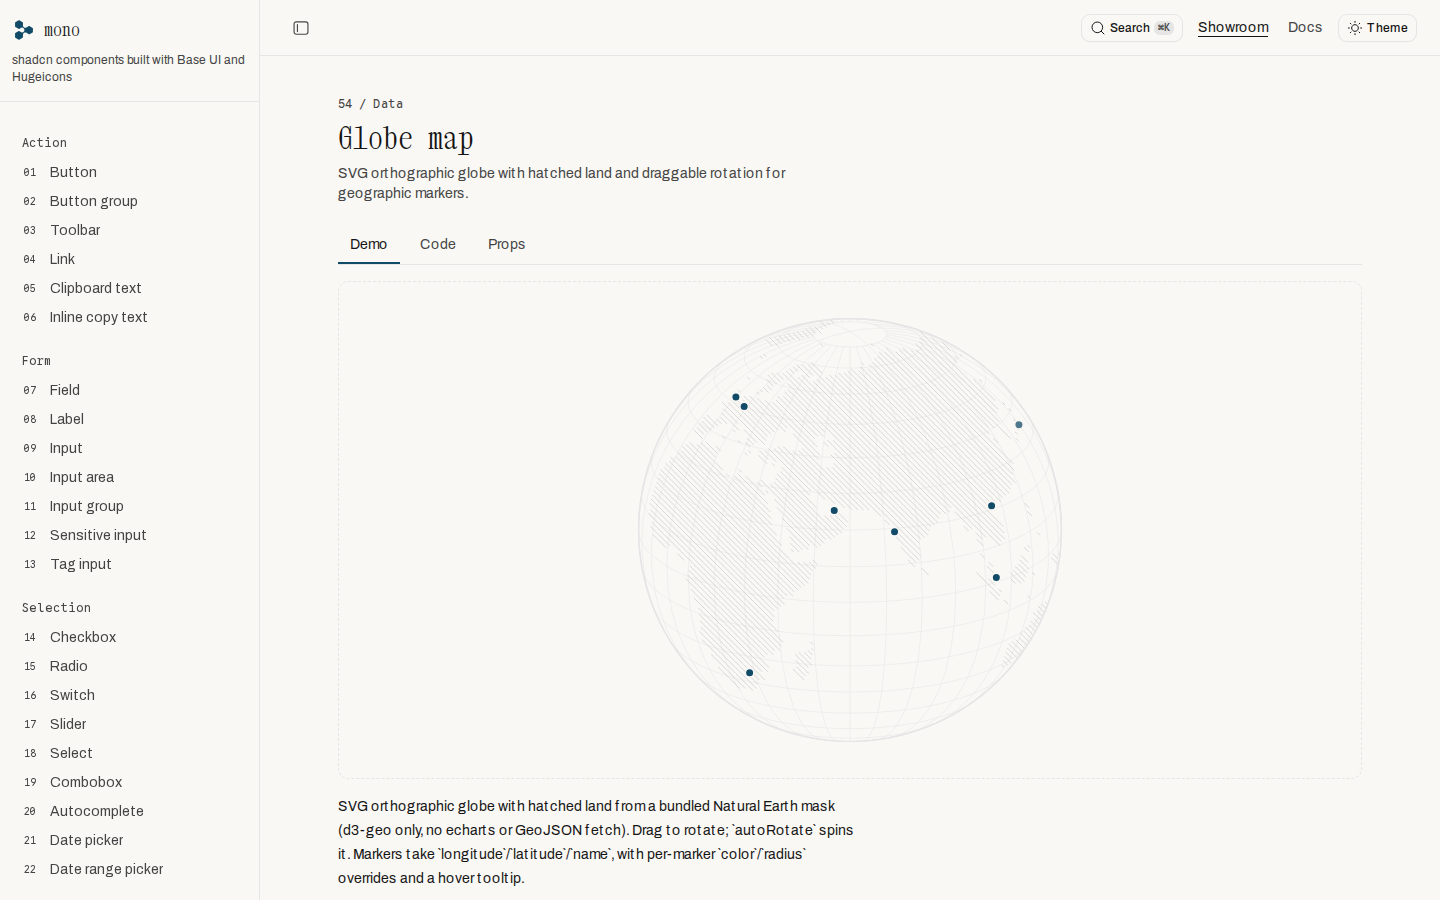 mono
shadcn components built with Base UI and
Hugeicons
Action
01 Button
02 Button group
03 Toolbar
04 Link
05 Clipboard text
06 Inline copy text
Form
07 Field
08 Label
09 Input
10 Input area
11 Input group
12 Sensitive input
13 Tag input
Selection
14 Checkbox
15 Radio
16 Switch
17 Slider
18 Select
19 Combobox
20 Autocomplete
21 Date picker
22 Date range picker
Search ⌘K
Showroom
Docs
Theme
54 / Data
Globe map
SVG orthographic globe with hatched land and draggable rotation for
geographic markers.
Demo Code Props
SVG orthographic globe with hatched land from a bundled Natural Earth mask
(d3-geo only, no echarts or GeoJSON fetch). Drag to rotate; `autoRotate` spins
it. Markers take `longitude`/`latitude`/`name`, with per-marker `color`/`radius`
overrides and a hover tooltip.